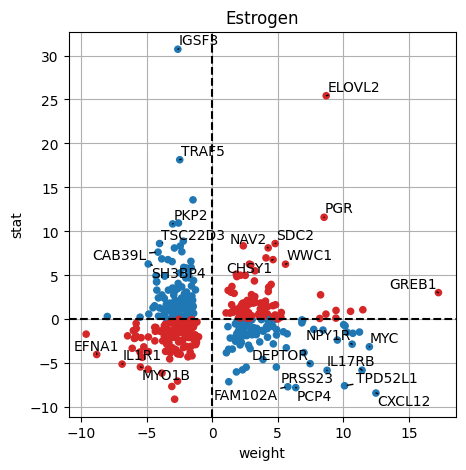 Estrogen
IGSF3
ELOVL2
TRAF5
PGR
PKP2
TSC22D3
NAV2
SDC2
CAB39L
WWC1
CHSY1
SH3BP4
GREB1
NPY1R
MYC
EFNA1
IL1R1
DEPTOR
IL17RB
MYO1B
PRSS23
TPD52L1
FAM102A
PCP4
CXCL12
stat
30
25
20
15
10
5
0
−5
−10
−10
−5
0
5
10
15
weight